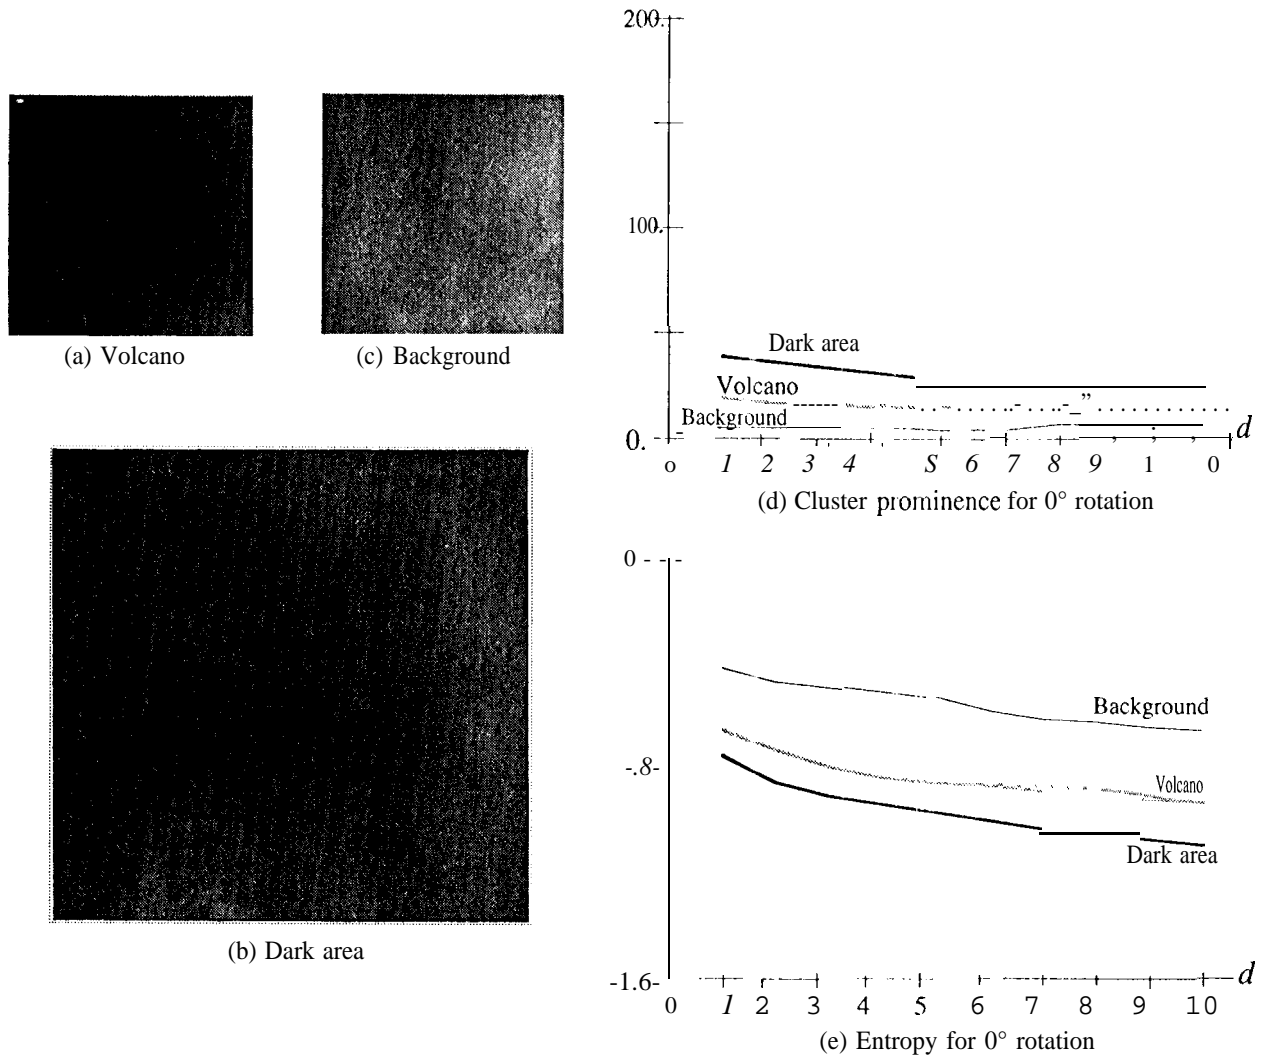 (a) Volcano
(c) Background
(b) Dark area
200.
100.
Dark area
Volcano
Background
0.
d
o 1 2 3 4 S 6 7 8 9 1 0
(d) Cluster prominence for 0° rotation
0
Background
-.8-
Volcano
Dark area
-1.6-
d
0 1 2 3 4 5 6 7 8 9 10
(e) Entropy for 0° rotation